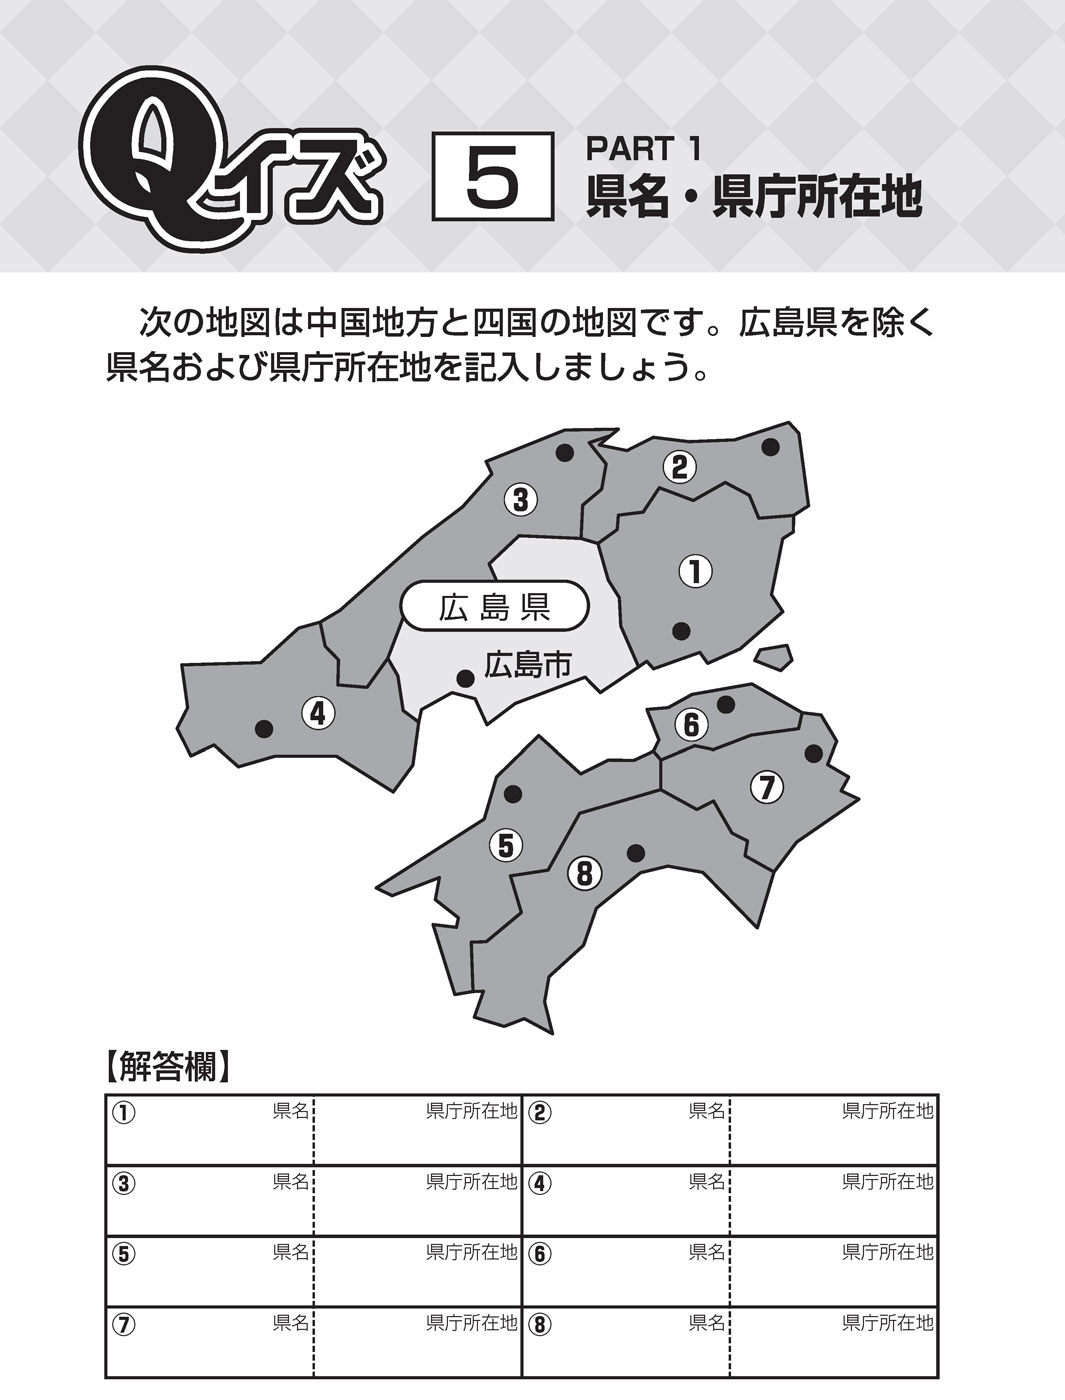 Qイズ
5
PART 1
県名・県庁所在地
次の地図は中国地方と四国の地図です。広島県を除く
県名および県庁所在地を記入しましょう。
②
③
①
広島県
広島市
④
⑥
⑦
⑤
⑧
【解答欄】
① 県名 県庁所在地 ② 県名 県庁所在地
③ 県名 県庁所在地 ④ 県名 県庁所在地
⑤ 県名 県庁所在地 ⑥ 県名 県庁所在地
⑦ 県名 県庁所在地 ⑧ 県名 県庁所在地